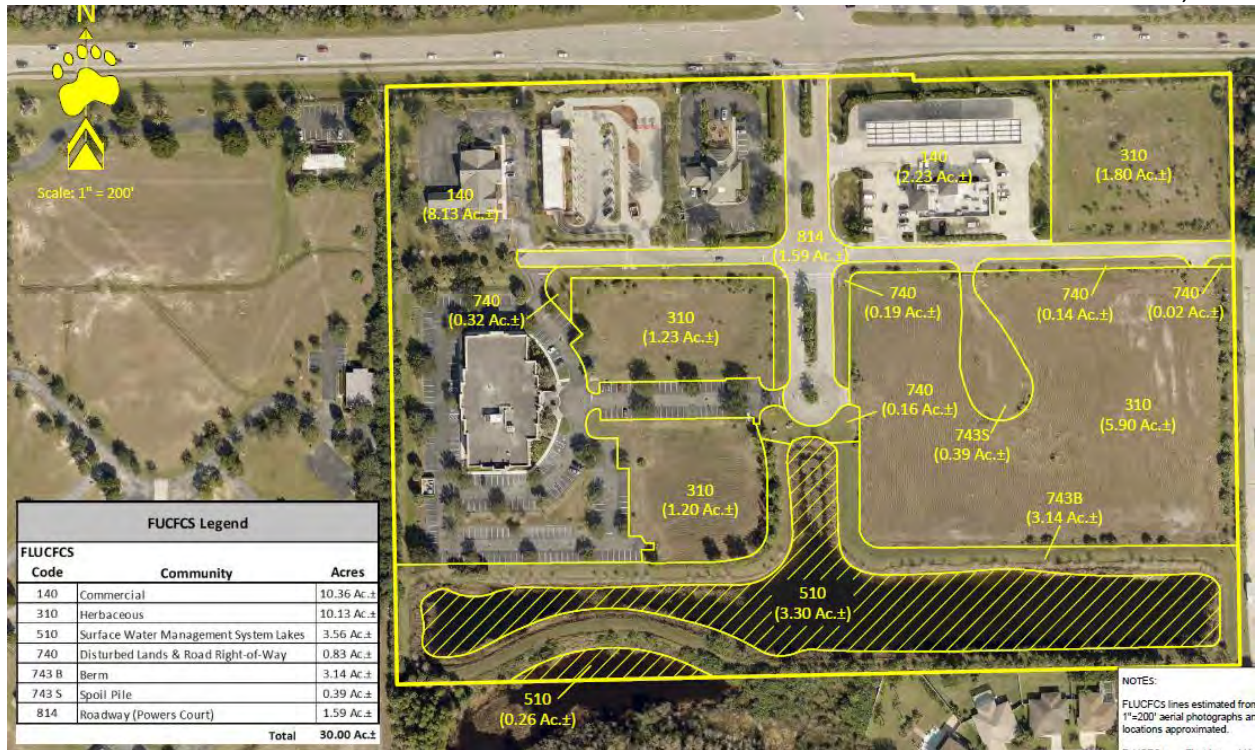 N
Scale: 1" = 200'
140
(8.13 Ac.±)
140
(2.23 Ac.±)
310
(1.80 Ac.±)
814
(1.59 Ac.±)
740
(0.32 Ac.±)
310
(1.23 Ac.±)
740
(0.19 Ac.±)
740
(0.14 Ac.±)
740
(0.02 Ac.±)
740
(0.16 Ac.±)
743S
(0.39 Ac.±)
310
(5.90 Ac.±)
310
(1.20 Ac.±)
743B
(3.14 Ac.±)
510
(3.30 Ac.±)
510
(0.26 Ac.±)
FUCFCS Legend
FLUCFCS
Code Community Acres
140 Commercial 10.36 Ac.±
310 Herbaceous 10.13 Ac.±
510 Surface Water Management System Lakes 3.56 Ac.±
740 Disturbed Lands & Road Right-of-Way 0.83 Ac.±
743 B Berm 3.14 Ac.±
743 S Spoil Pile 0.39 Ac.±
814 Roadway (Powers Court) 1.59 Ac.±
Total 30.00 Ac.±
NOTES:
FLUCFCS lines estimated from
1"=200' aerial photographs an
locations approximated.